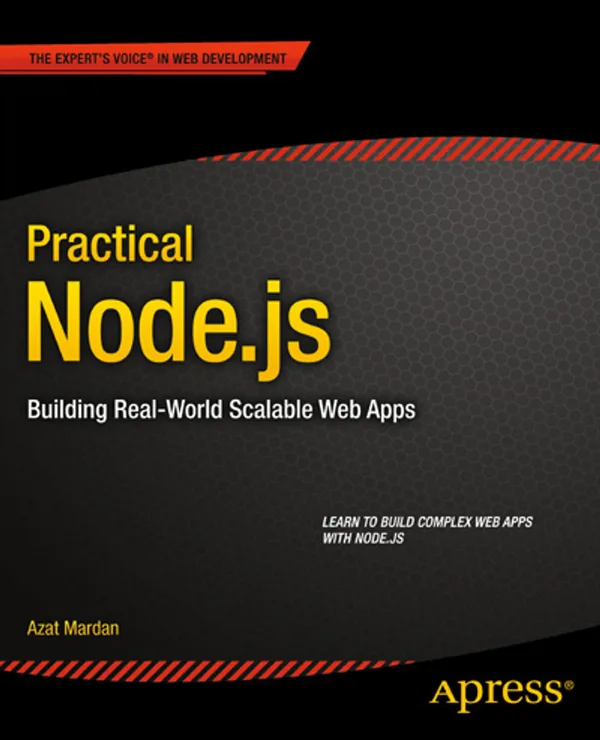 THE EXPERT'S VOICE® IN WEB DEVELOPMENT
Practical
Node.js
Building Real-World Scalable Web Apps
LEARN TO BUILD COMPLEX WEB APPS
WITH NODE.JS
Azat Mardan
Apress®